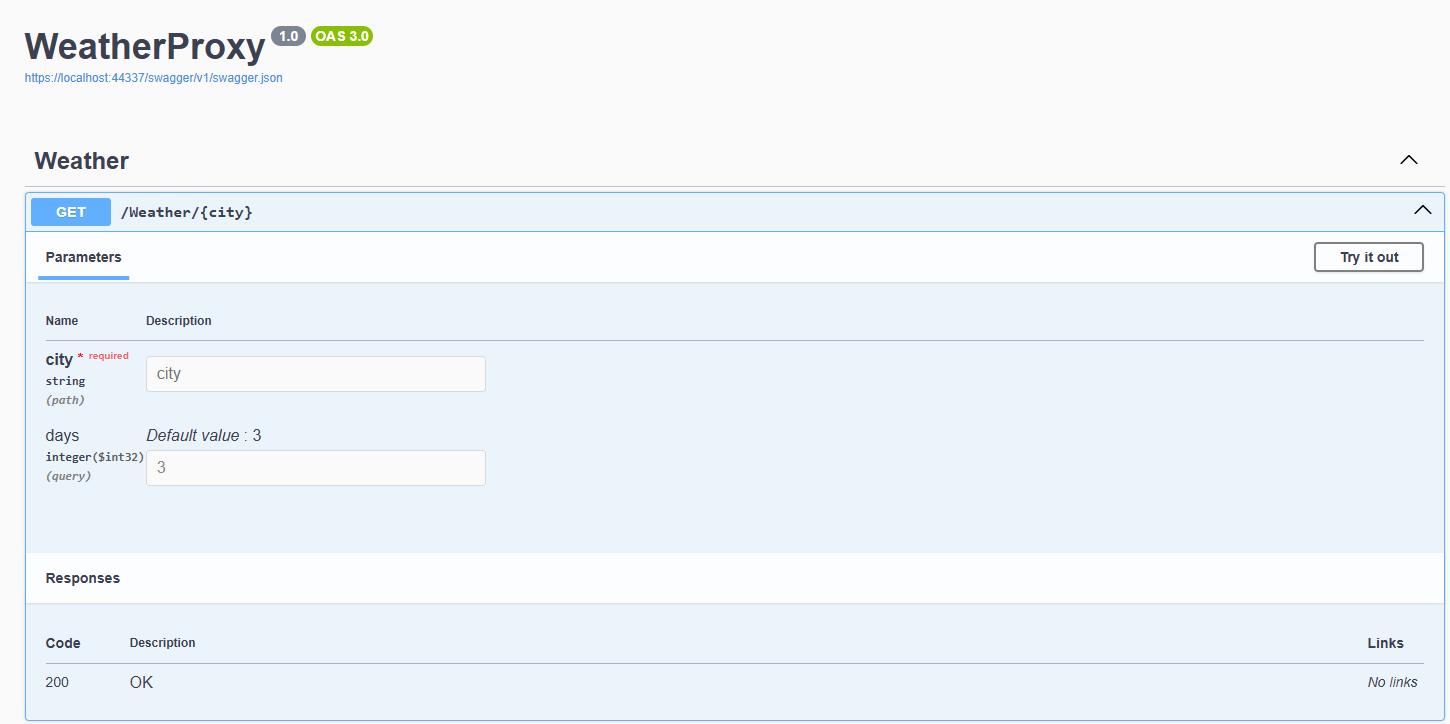 WeatherProxy 1.0 OAS 3.0
https://localhost:44337/swagger/v1/swagger.json
Weather
GET /Weather/{city}
Parameters Try it out
Name Description
city * required
string
(path)
city
days
integer($int32)
(query)
Default value : 3
3
Responses
Code Description Links
200 OK No links